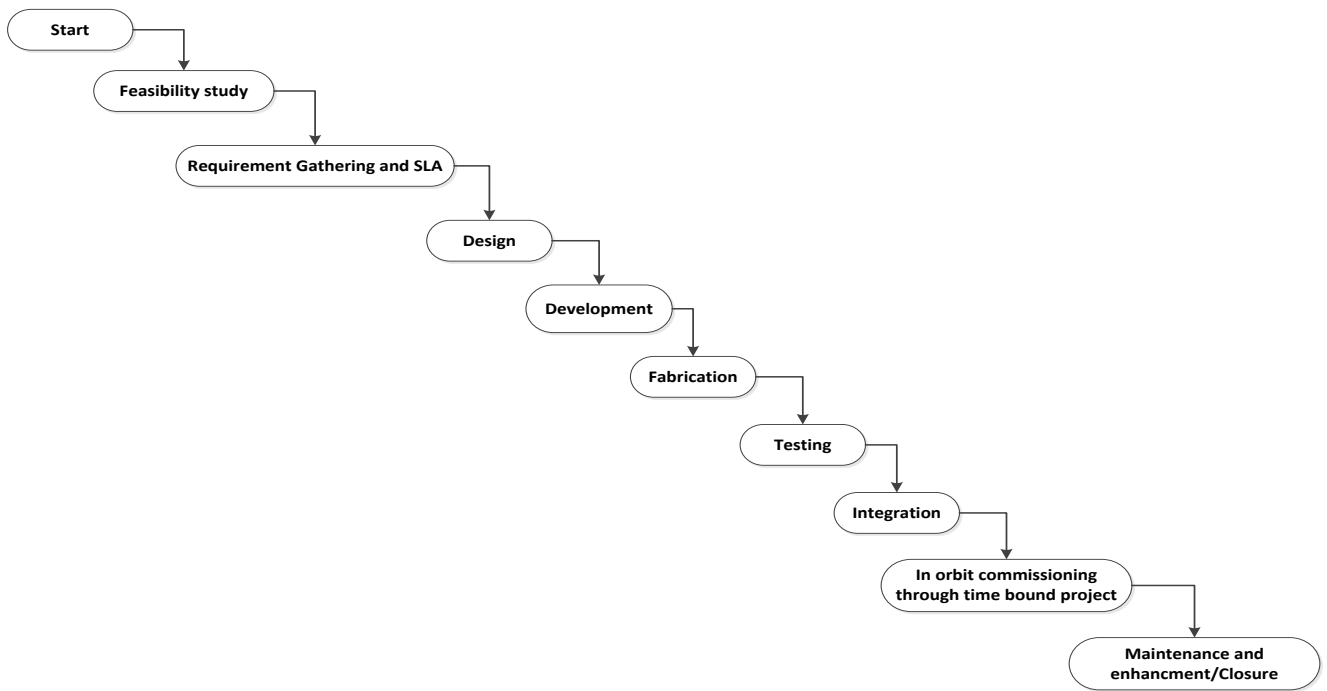 Start
Feasibility study
Requirement Gathering and SLA
Design
Development
Fabrication
Testing
Integration
In orbit commissioning
through time bound project
Maintenance and
enhancment/Closure